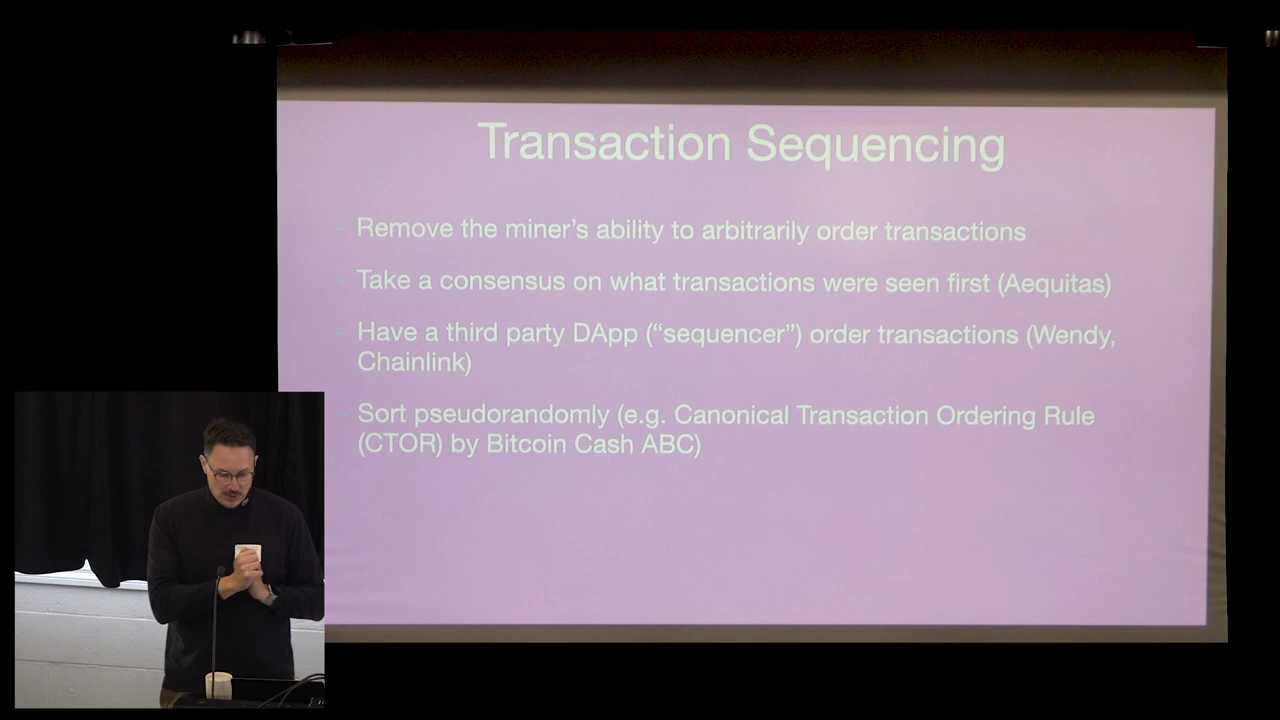 Transaction Sequencing
- Remove the miner's ability to arbitrarily order transactions
- Take a consensus on what transactions were seen first (Aequitas)
- Have a third party DApp (“sequencer”) order transactions (Wendy,
Chainlink)
- Sort pseudorandomly (e.g. Canonical Transaction Ordering Rule
(CTOR) by Bitcoin Cash ABC)